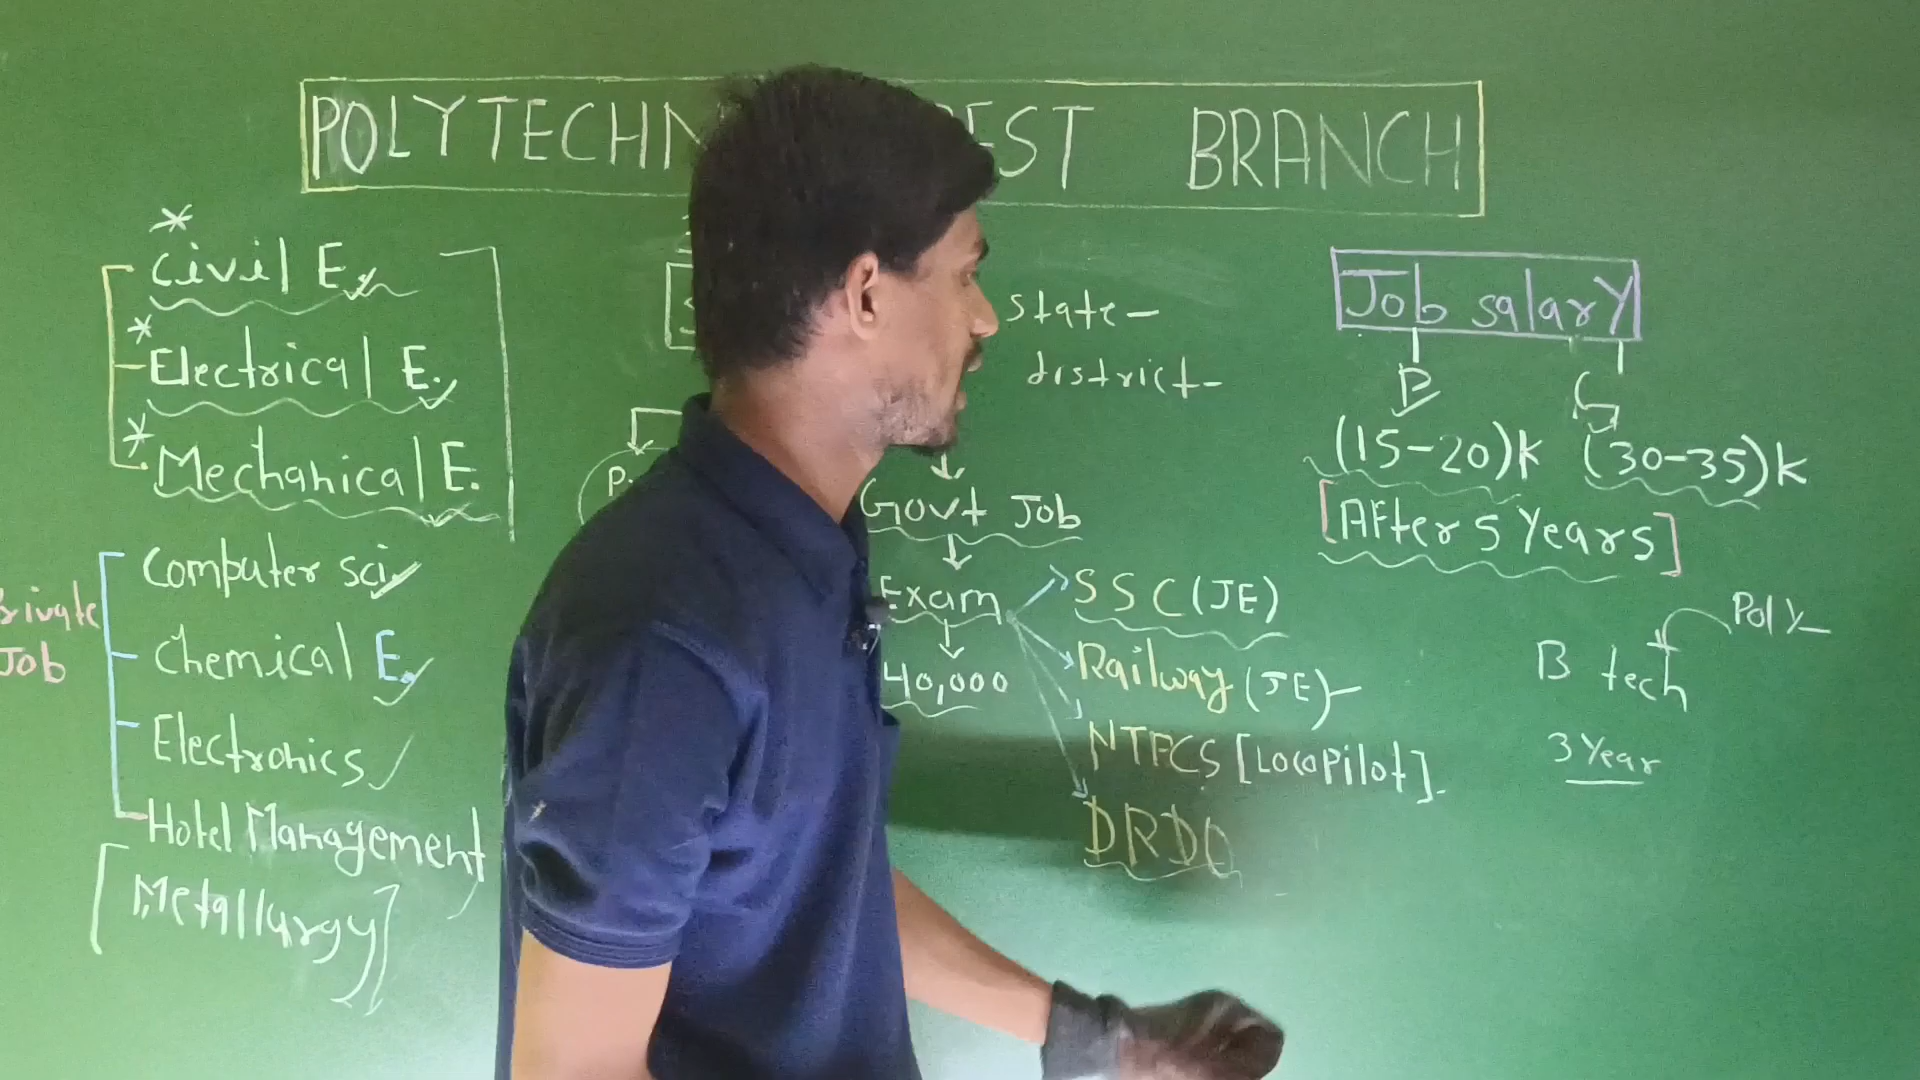 POLYTECHN EST BRANCH
Civil E.
Electrical E.
Mechanical E.
Computer sci.
Chemical E.
Electronics
Hotel Management
[Metallurgy]
Job
state-
district-
P.
Govt Job
Exam
40,000
SSC (JE)
Railway (JE)-
NTPCS [Locopilot].
DRDO
Job salary
(15-20)k (30-35)k
[After 5 Years]
Poly-
B tech
3 Year